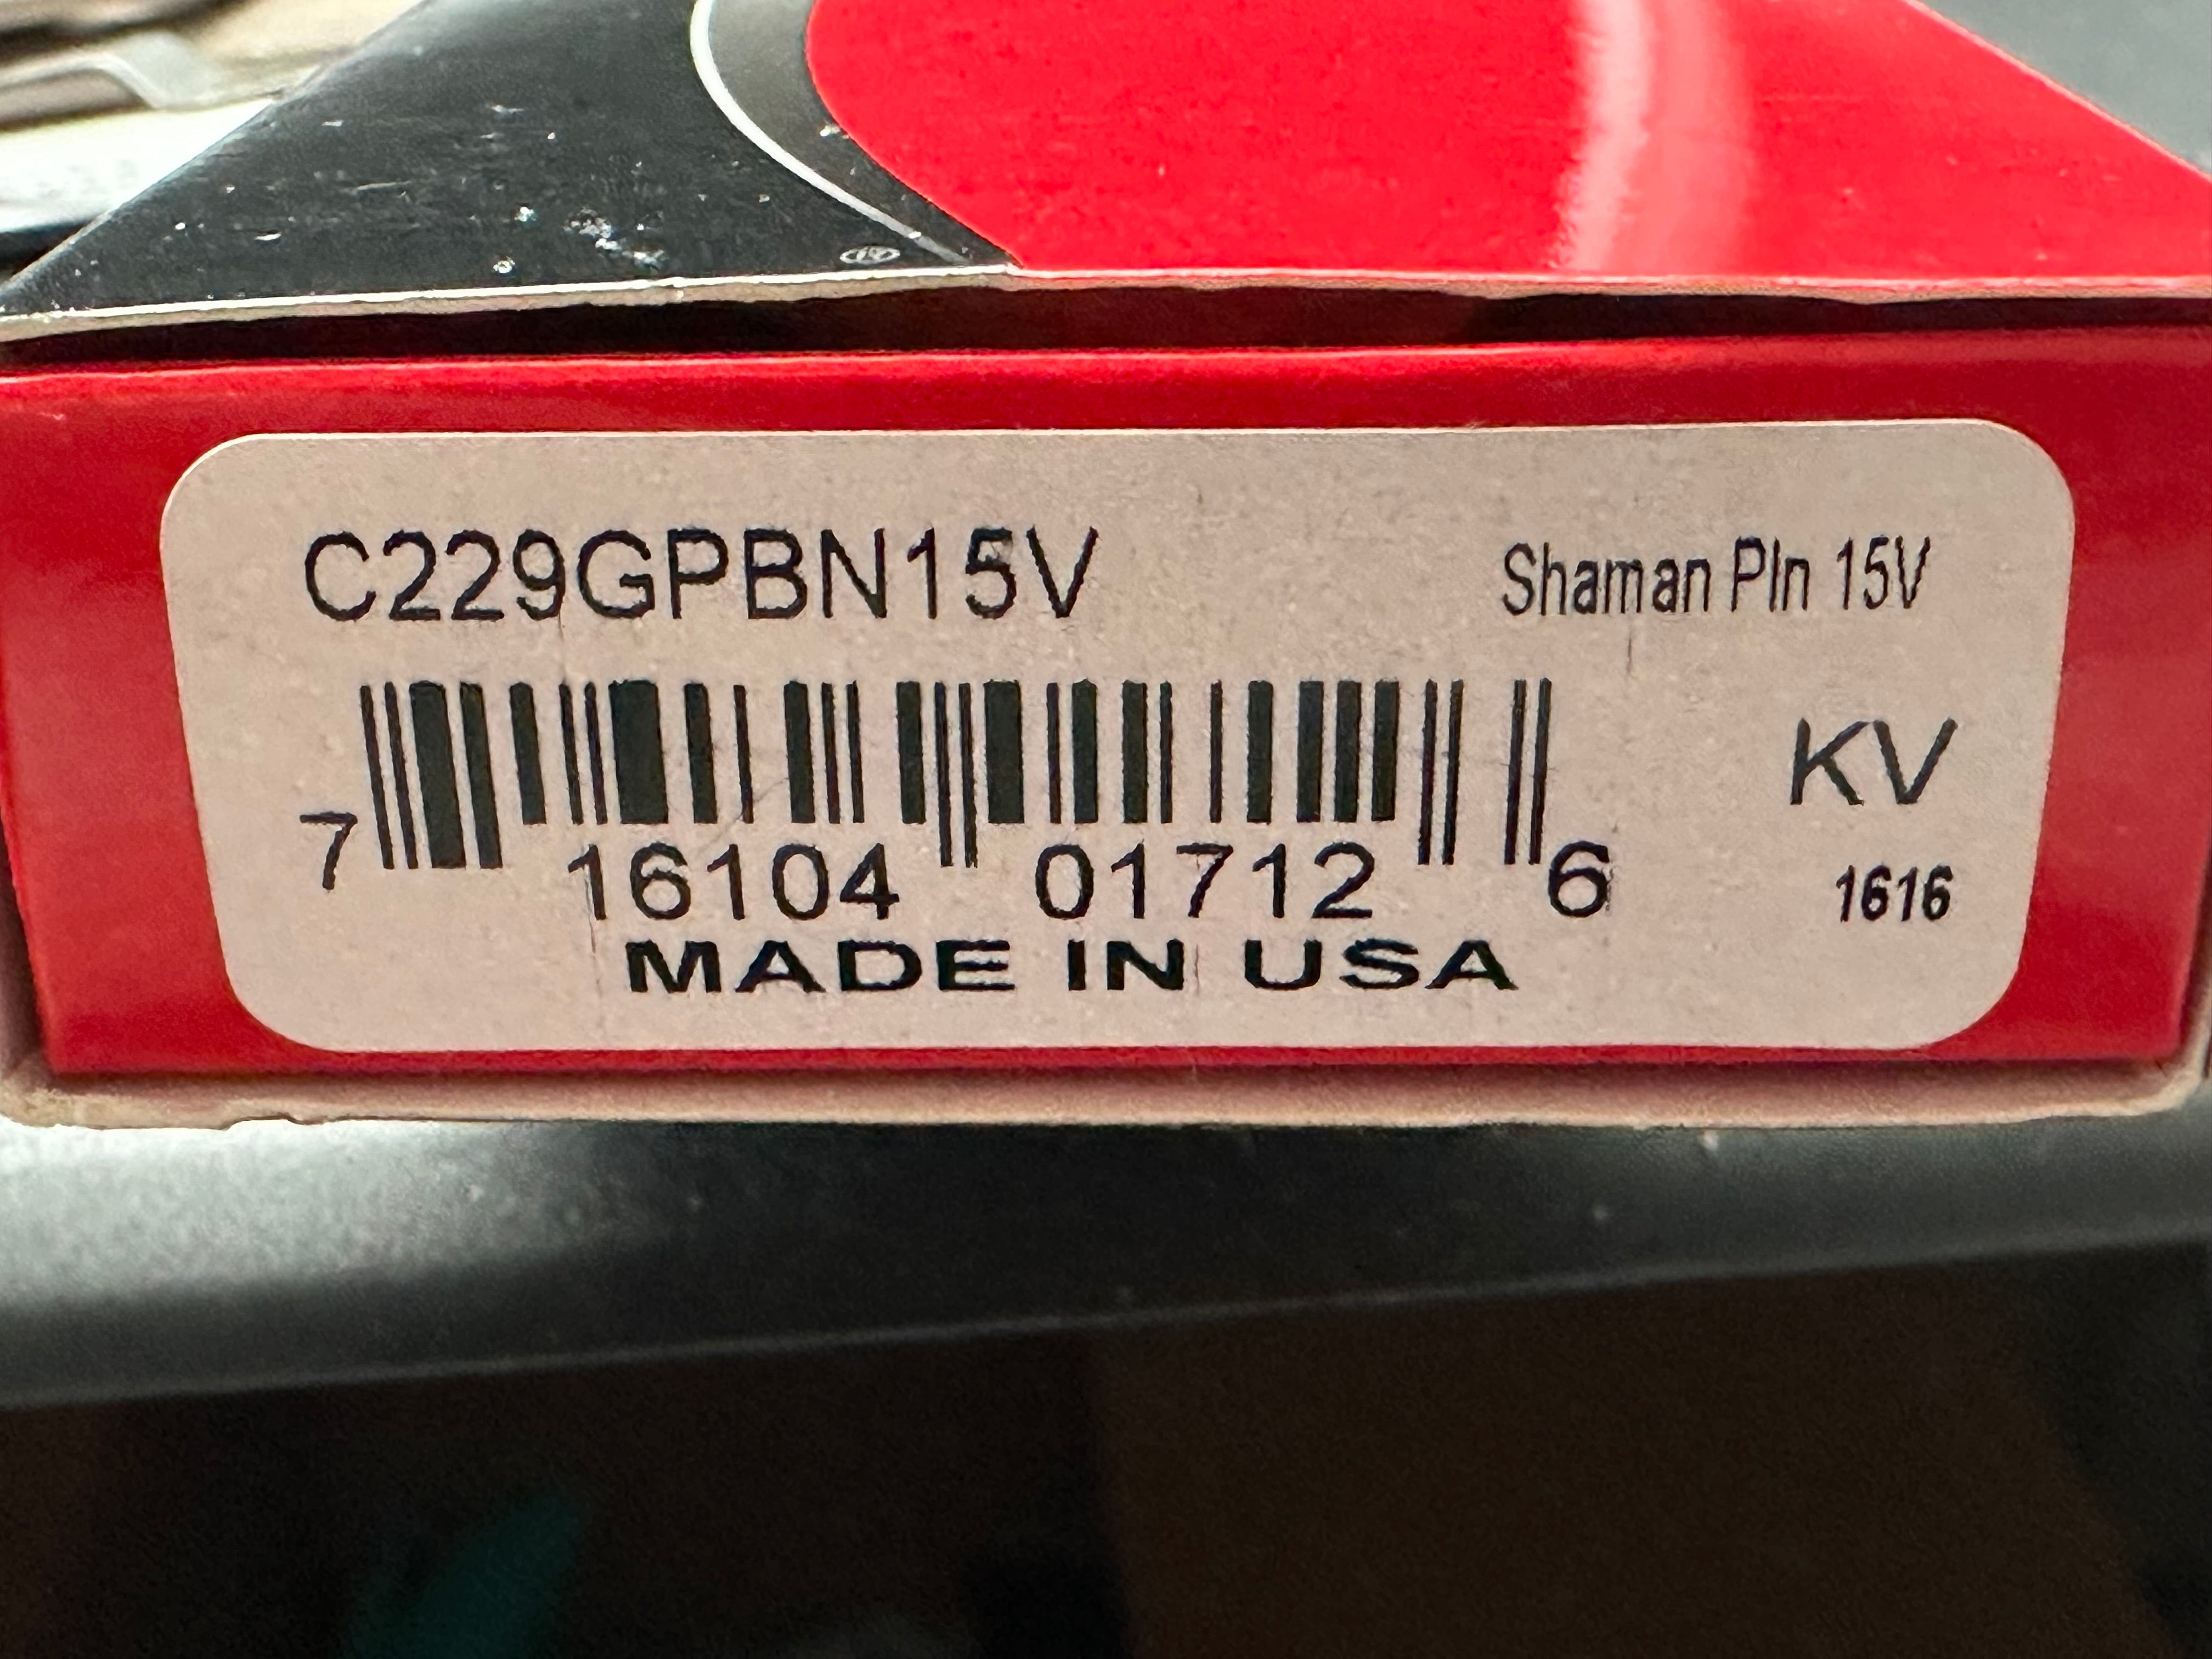 ®
C229GPBN15V
Shaman Pln 15V
KV
7 16104 01712 6
1616
MADE IN USA